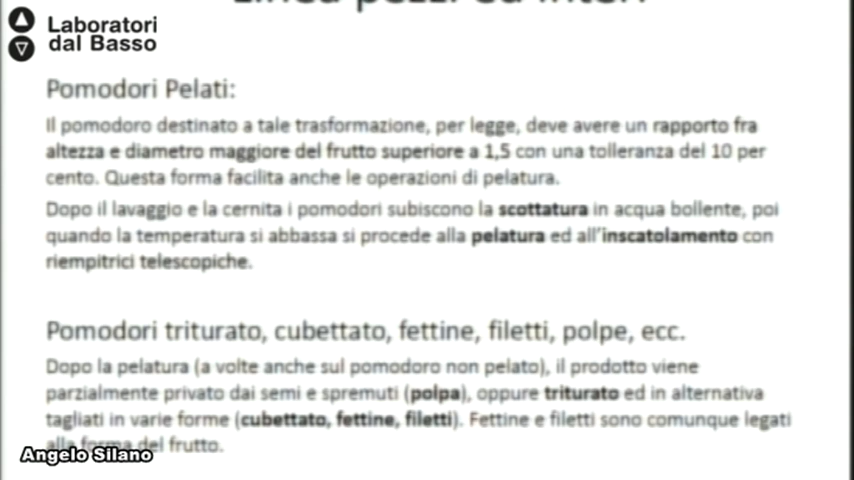 Linea pezzi ed interi
Laboratori
dal Basso
Pomodori Pelati:
Il pomodoro destinato a tale trasformazione, per legge, deve avere un rapporto fra
altezza e diametro maggiore del frutto superiore a 1,5 con una tolleranza del 10 per
cento. Questa forma facilita anche le operazioni di pelatura.
Dopo il lavaggio e la cernita i pomodori subiscono la scottatura in acqua bollente, poi
quando la temperatura si abbassa si procede alla pelatura ed all'inscatolamento con
riempitrici telescopiche.
Pomodori triturato, cubettato, fettine, filetti, polpe, ecc.
Dopo la pelatura (a volte anche sul pomodoro non pelato), il prodotto viene
parzialmente privato dai semi e spremuti (polpa), oppure triturato ed in alternativa
tagliati in varie forme (cubettato, fettine, filetti). Fettine e filetti sono comunque legati
alla forma del frutto.
Angelo Silano